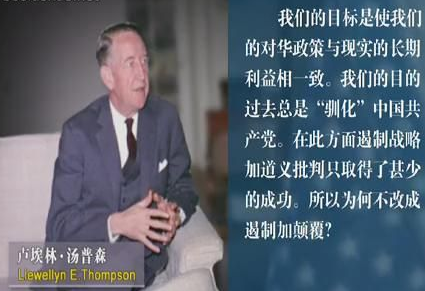 我们的目标是使我们
的对华政策与现实的长期
利益相一致。我们的目的
过去总是“驯化”中国共
产党。在此方面遏制战略
加道义批判只取得了甚少
的成功。所以为何不改成
遏制加颠覆?
卢埃林·汤普森
Llewellyn E.Thompson